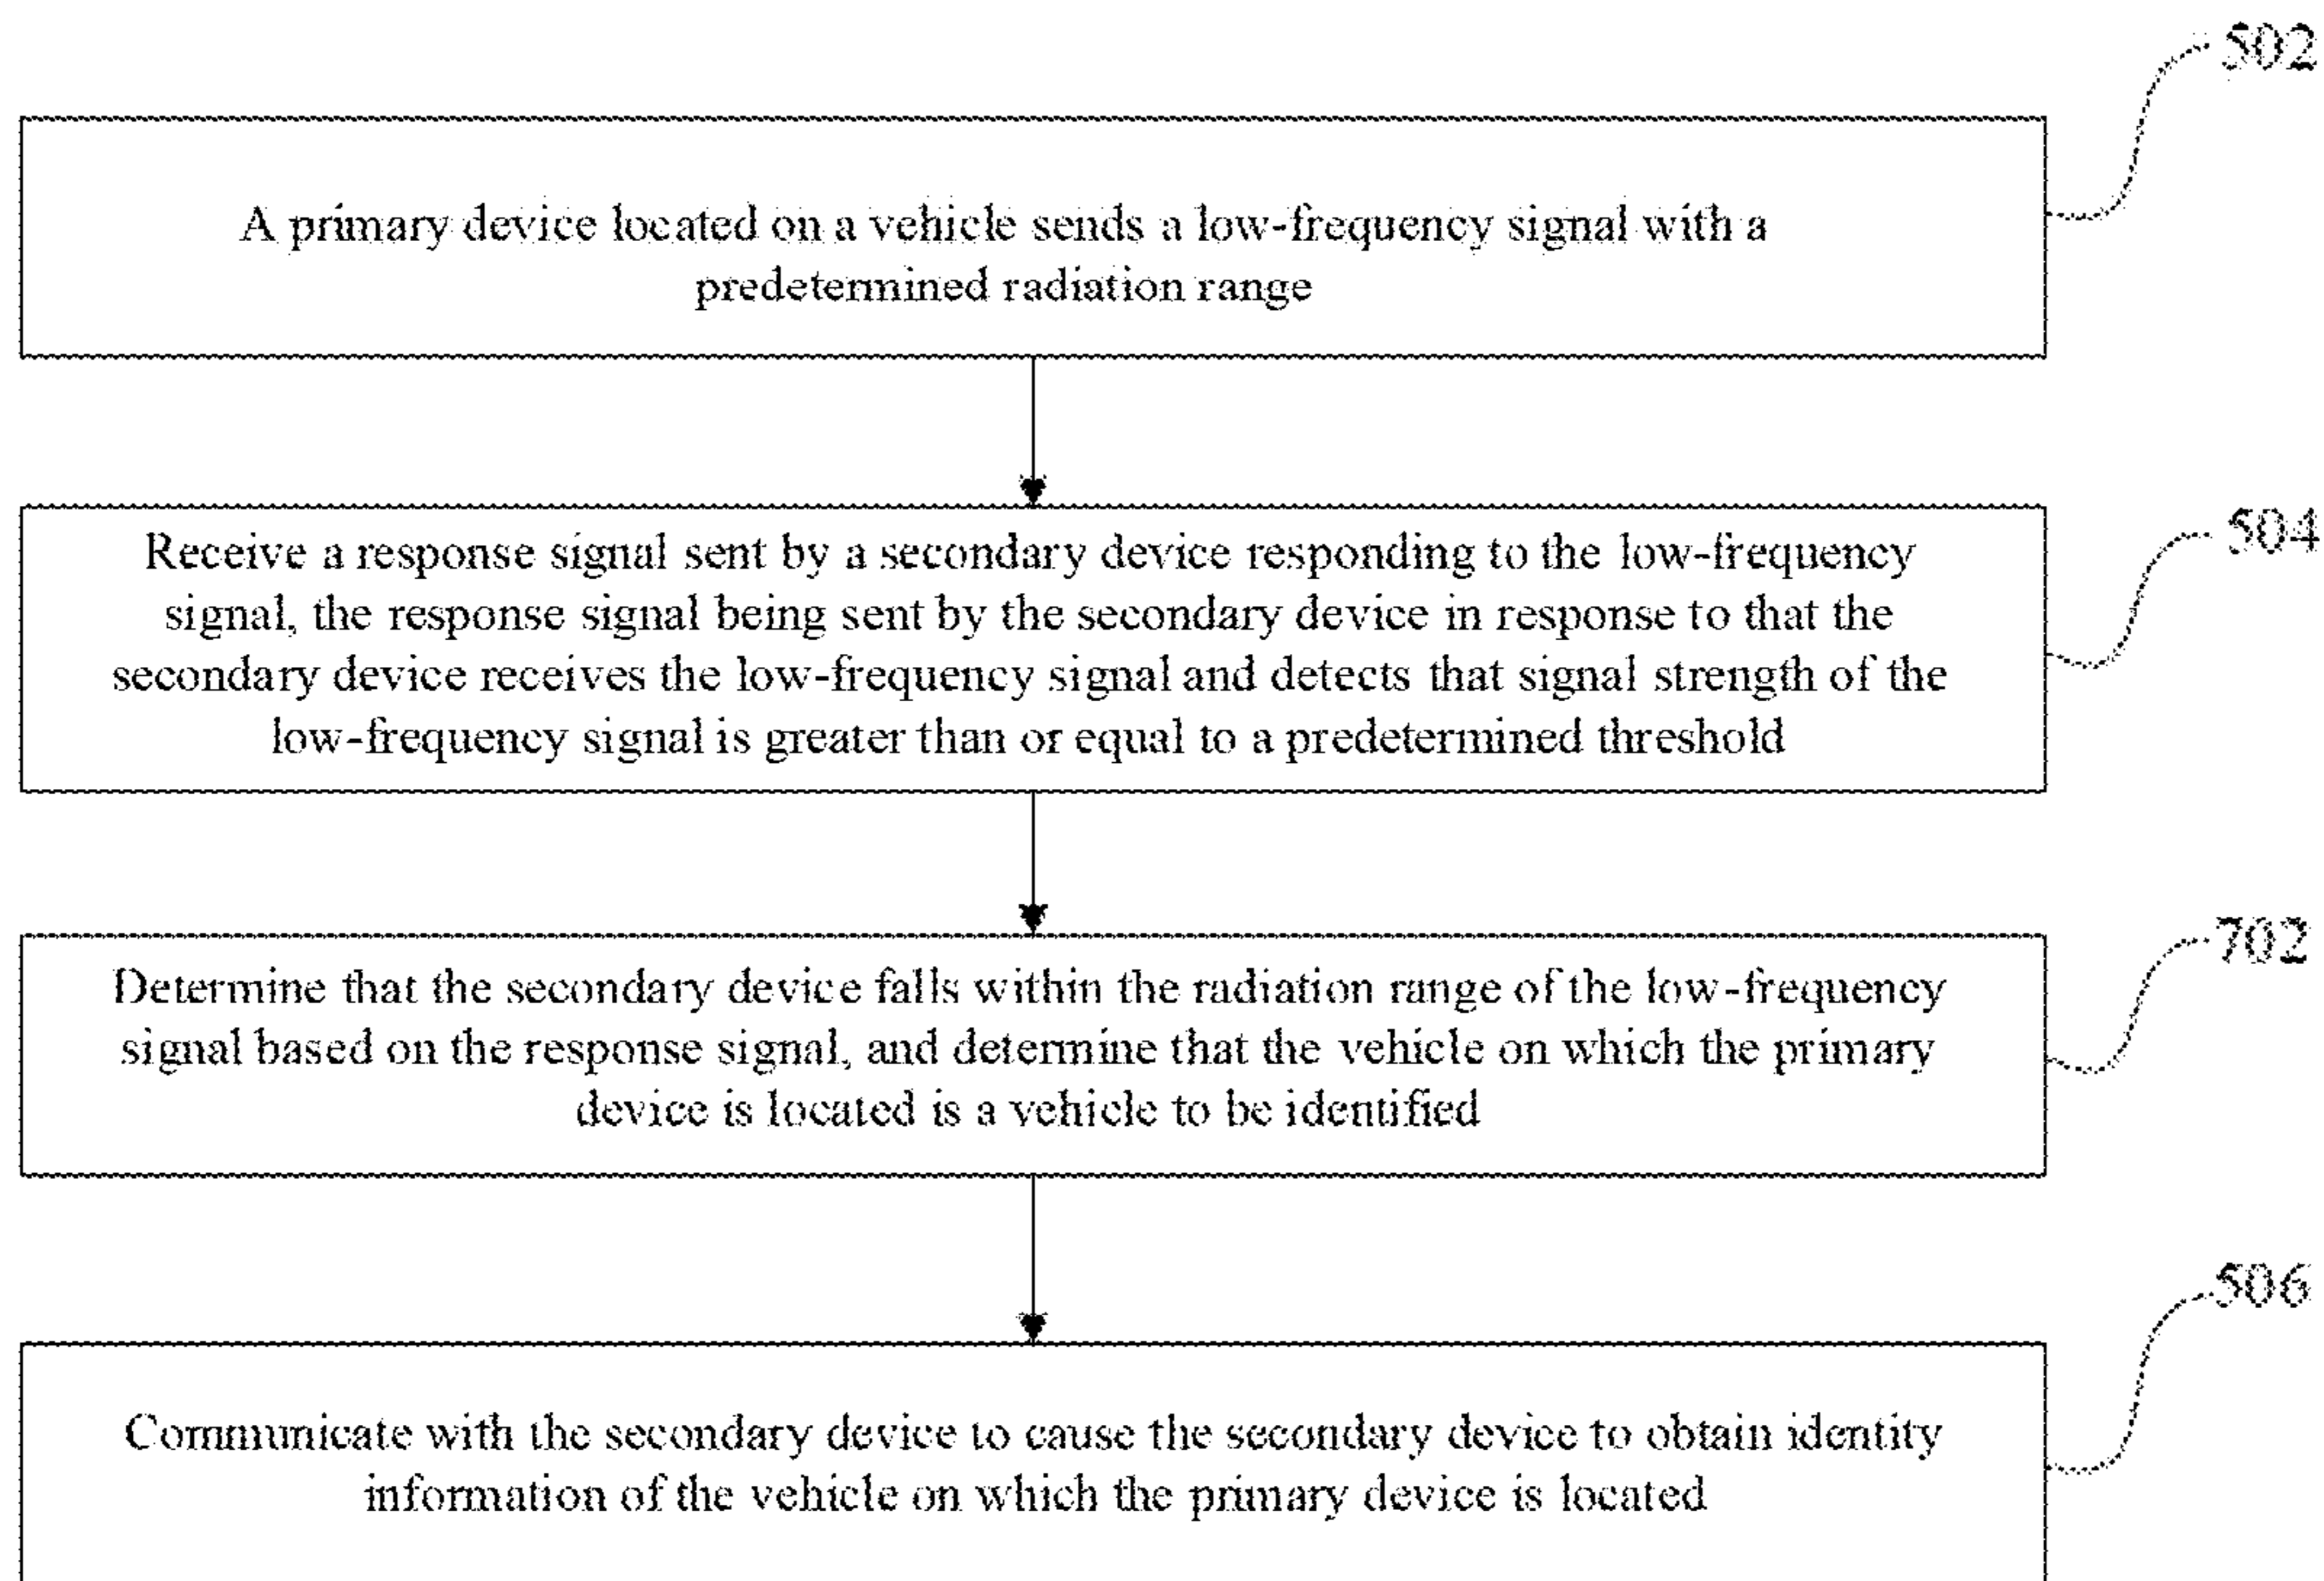 502
A primary device located on a vehicle sends a low-frequency signal with a
predetermined radiation range
504
Receive a response signal sent by a secondary device responding to the low-frequency
signal, the response signal being sent by the secondary device in response to that the
secondary device receives the low-frequency signal and detects that signal strength of the
low-frequency signal is greater than or equal to a predetermined threshold
702
Determine that the secondary device falls within the radiation range of the low-frequency
signal based on the response signal, and determine that the vehicle on which the primary
device is located is a vehicle to be identified
506
Communicate with the secondary device to cause the secondary device to obtain identity
information of the vehicle on which the primary device is located